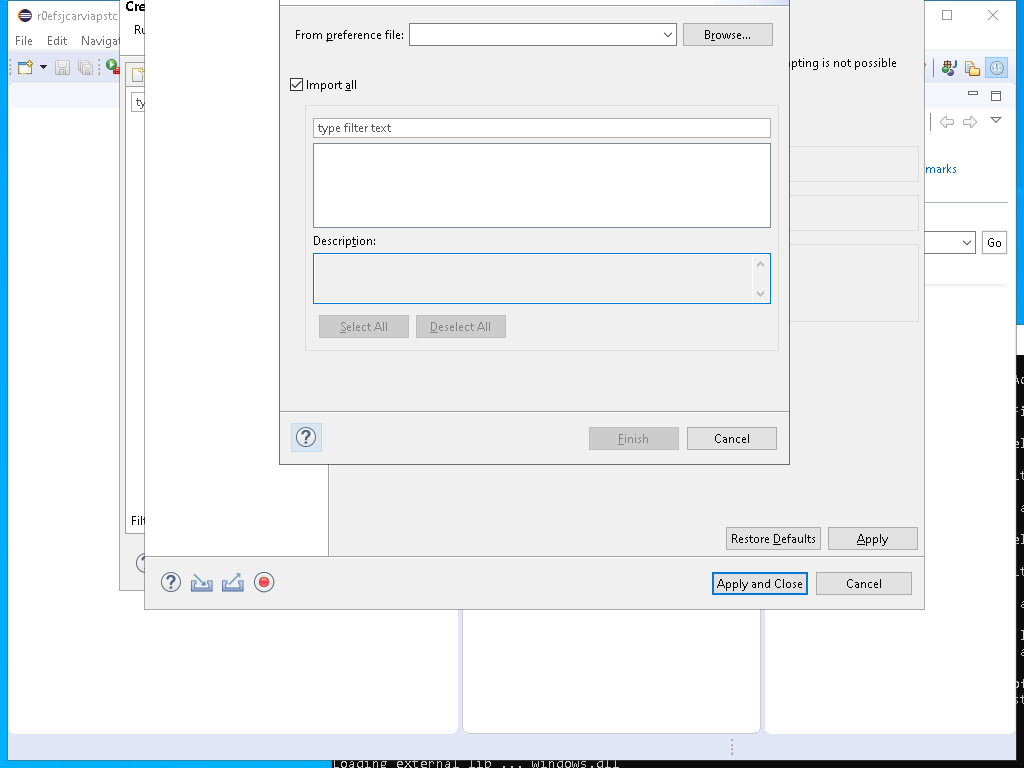 r0efsjcarviapstc
Cre
Ru
File Edit Naviga
From preference file:
Browse...
pting is not possible
Import all
ty
type filter text
marks
Description:
Go
Select All
Deselect All
Finish
Cancel
Filt
Restore Defaults
Apply
Apply and Close
Cancel
Loading external lib ... Windows.dll